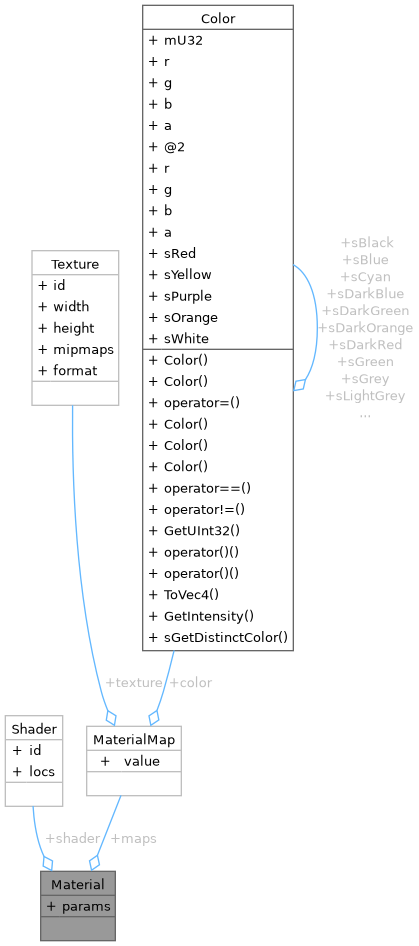 Color
+ mU32
+ r
+ g
+ b
+ a
+ @2
+ r
+ g
+ b
+ a
+ sRed
+ sYellow
+ sPurple
+ sOrange
+ sWhite
+ Color()
+ Color()
+ operator=()
+ Color()
+ Color()
+ Color()
+ operator==()
+ operator!=()
+ GetUInt32()
+ operator()()
+ operator()()
+ ToVec4()
+ GetIntensity()
+ sGetDistinctColor()
+sBlack
+sBlue
+sCyan
+sDarkBlue
+sDarkGreen
+sDarkOrange
+sDarkRed
+sGreen
+sGrey
+sLightGrey
...
Texture
+ id
+ width
+ height
+ mipmaps
+ format
+texture
+color
Shader
+ id
+ locs
MaterialMap
+ value
+shader
+maps
Material
+ params